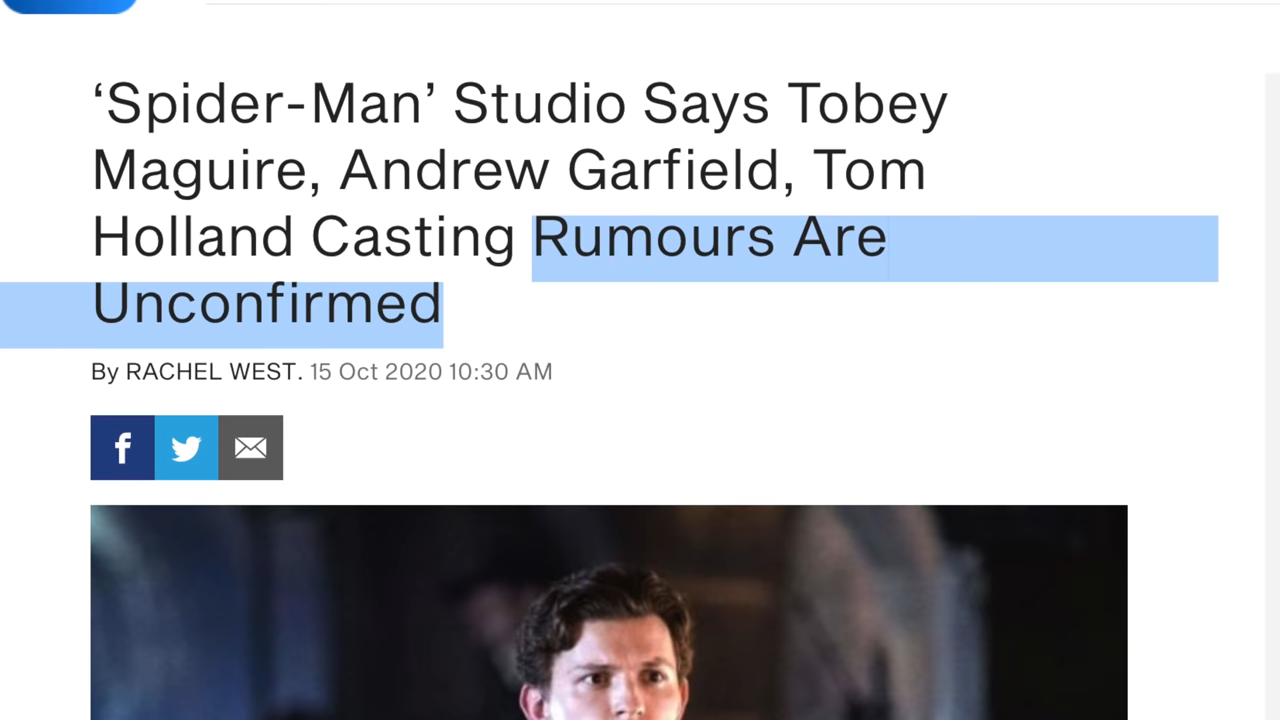 ‘Spider-Man’ Studio Says Tobey
Maguire, Andrew Garfield, Tom
Holland Casting Rumours Are
Unconfirmed
By RACHEL WEST. 15 Oct 2020 10:30 AM